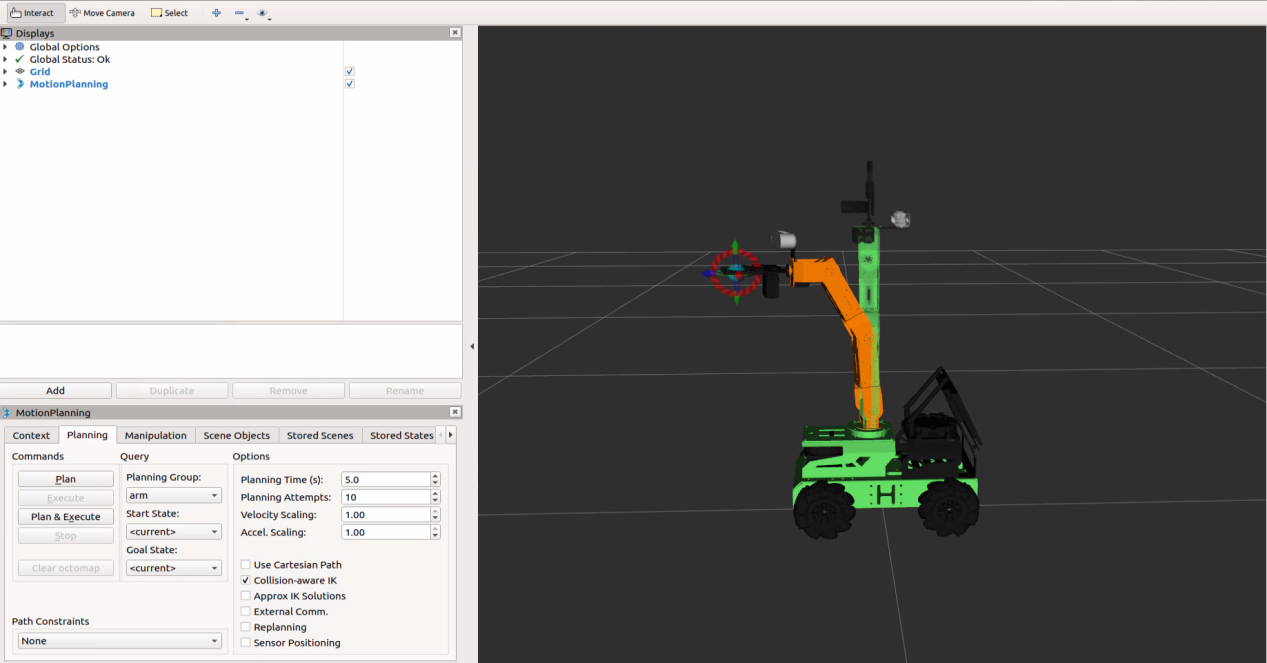 Interact Move Camera Select
Displays
Global Options
Global Status: Ok
Grid
MotionPlanning
Add Duplicate Remove Rename
MotionPlanning
Context Planning Manipulation Scene Objects Stored Scenes Stored States
Commands Query Options
Plan
Execute
Plan & Execute
Stop
Clear octomap
Planning Group:
arm
Start State:
<current>
Goal State:
<current>
Planning Time (s): 5.0
Planning Attempts: 10
Velocity Scaling: 1.00
Accel. Scaling: 1.00
Use Cartesian Path
Collision-aware IK
Approx IK Solutions
External Comm.
Replanning
Sensor Positioning
Path Constraints
None
H